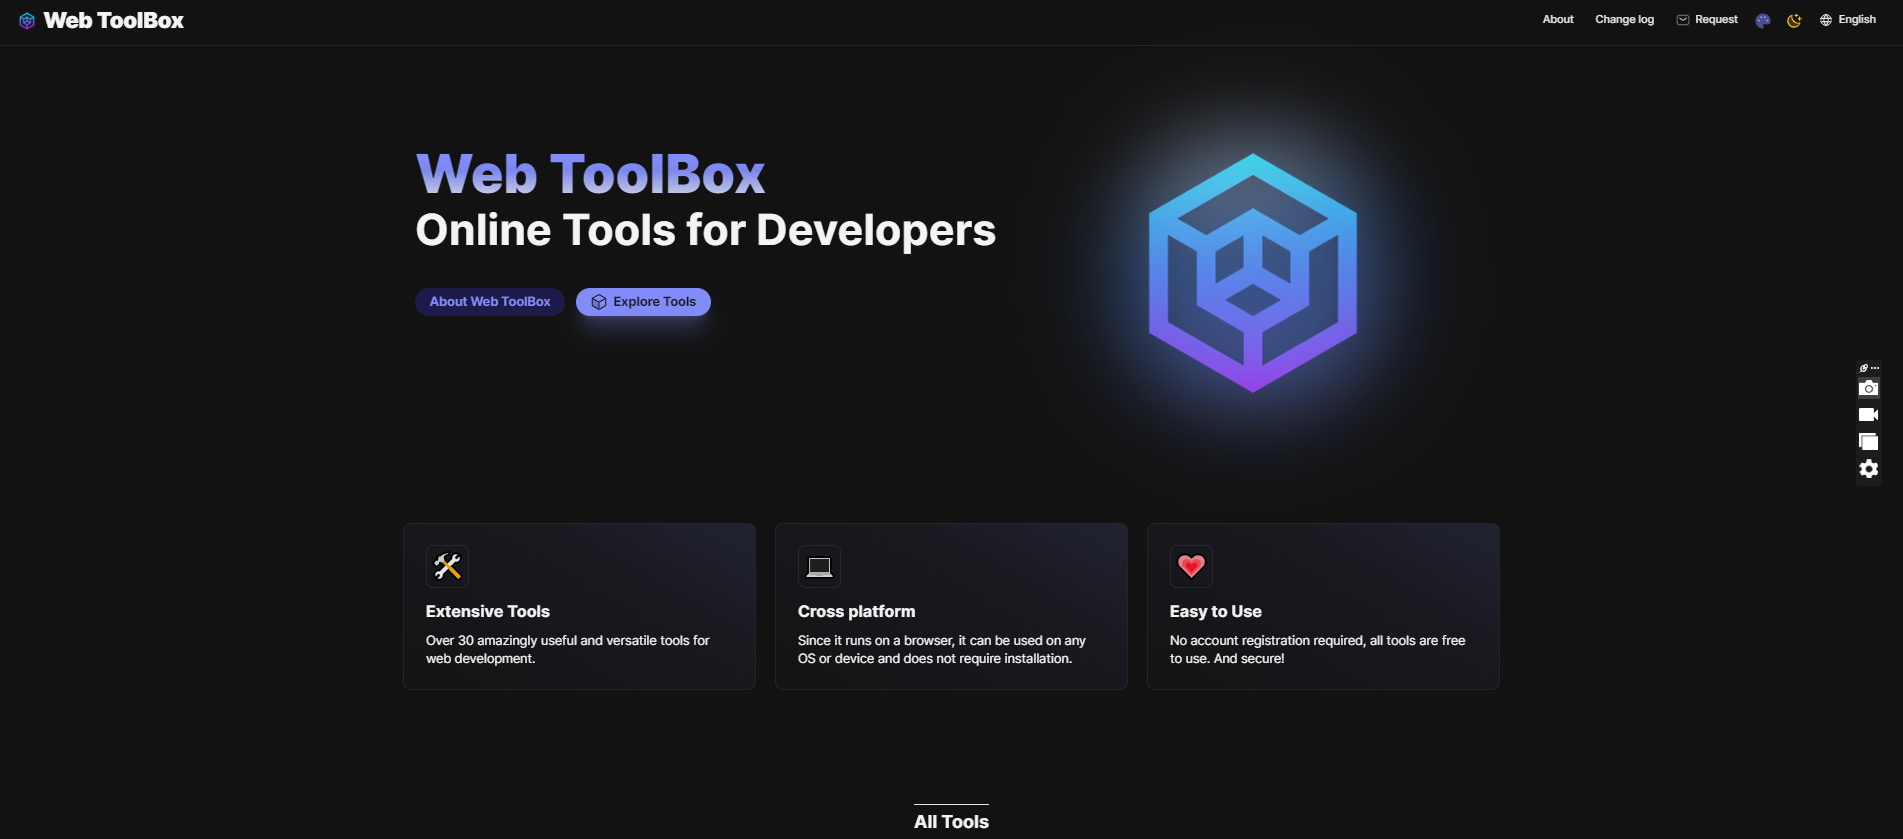 Web ToolBox
About
Change log
Request
English
Web ToolBox
Online Tools for Developers
About Web ToolBox
Explore Tools
Extensive Tools
Over 30 amazingly useful and versatile tools for
web development.
Cross platform
Since it runs on a browser, it can be used on any
OS or device and does not require installation.
Easy to Use
No account registration required, all tools are free
to use. And secure!
All Tools